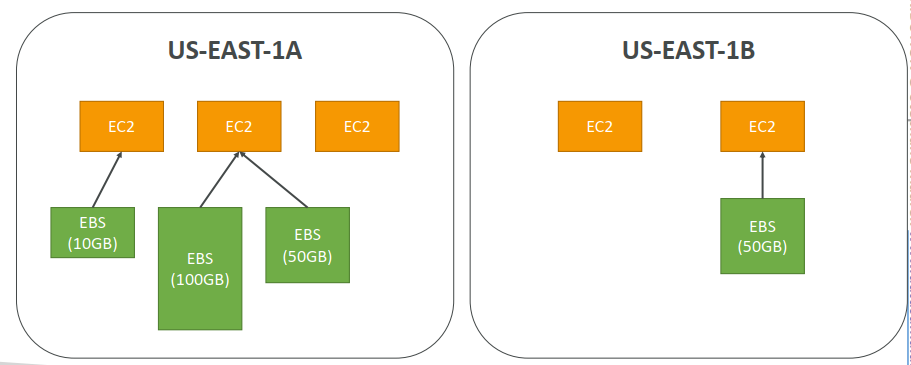 US-EAST-1A
EC2
EC2
EC2
EBS
(10GB)
EBS
(100GB)
EBS
(50GB)
US-EAST-1B
EC2
EC2
EBS
(50GB)